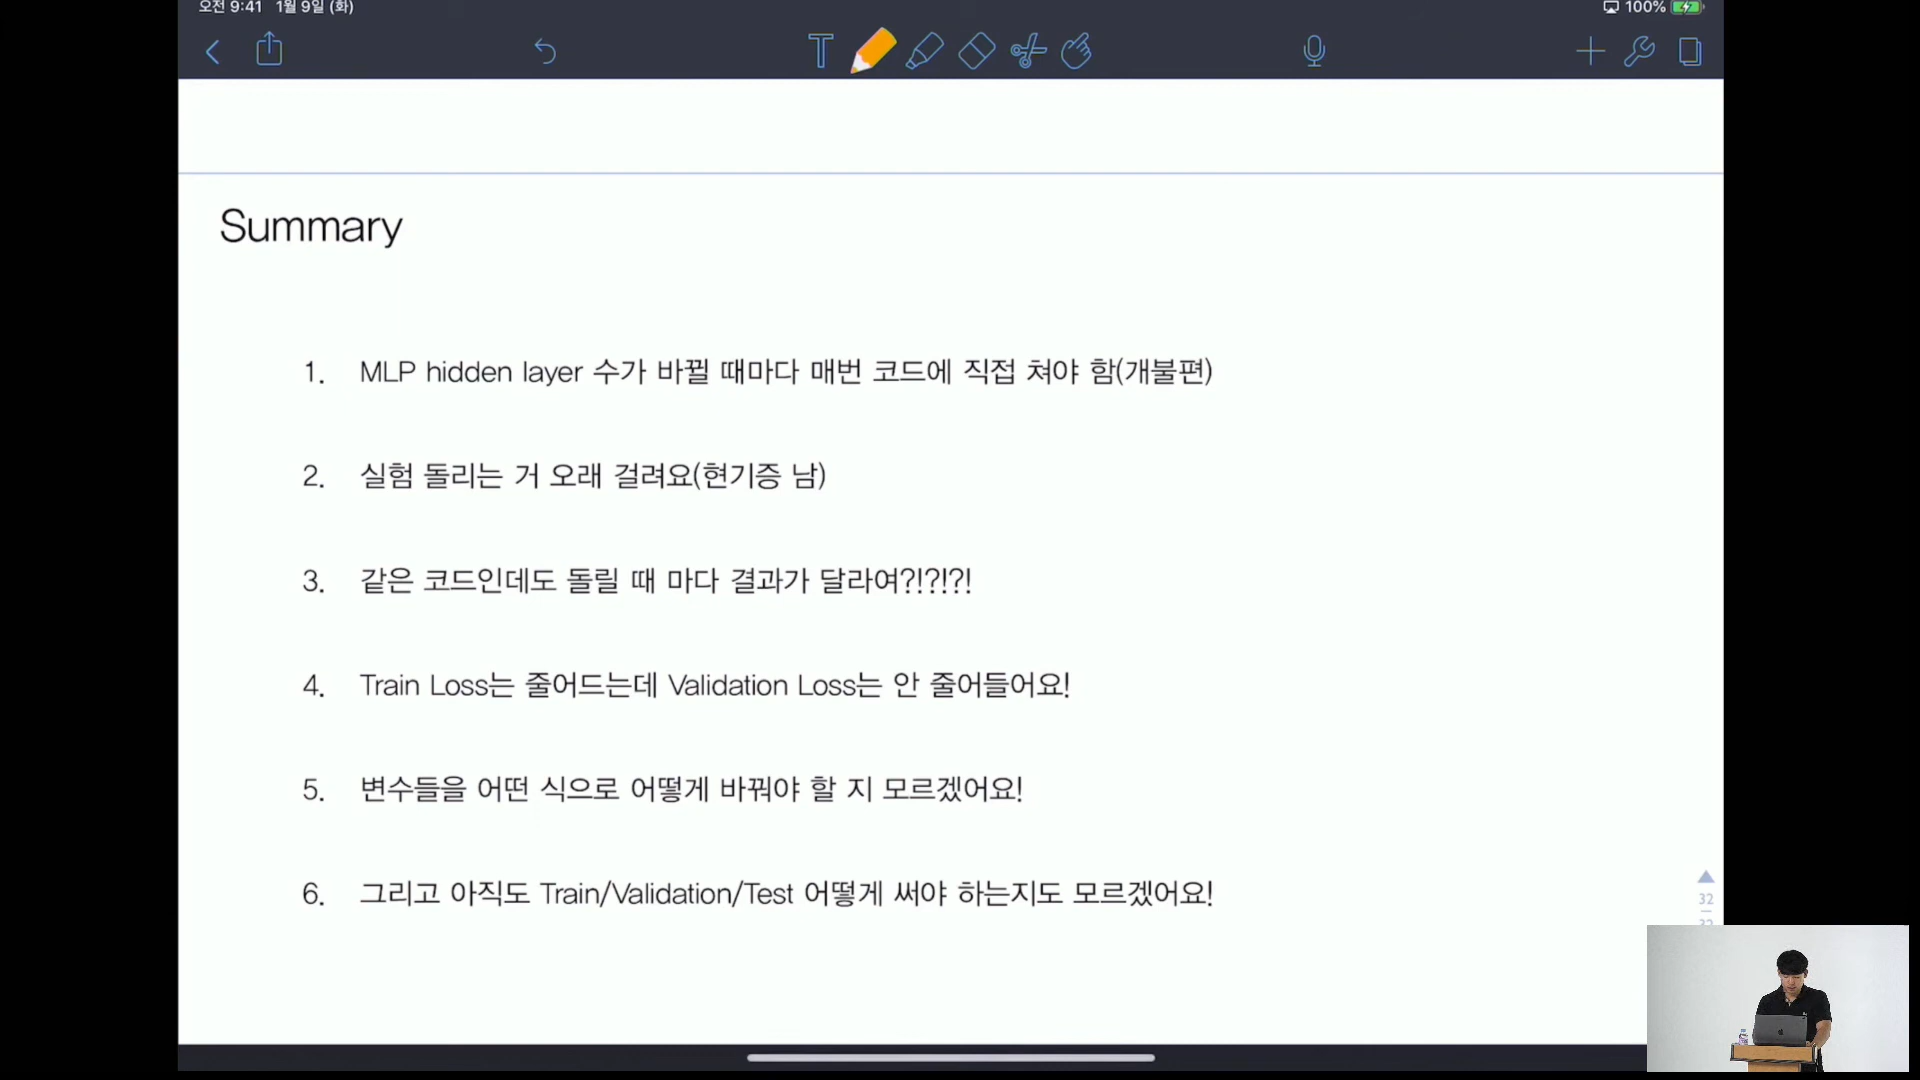 오전 9:41 1월 9일 (화)
100%
T
Summary
1. MLP hidden layer 수가 바뀔 때마다 매번 코드에 직접 쳐야 함(개불편)
2. 실험 돌리는 거 오래 걸려요(현기증 남)
3. 같은 코드인데도 돌릴 때 마다 결과가 달라여?!?!?!
4. Train Loss는 줄어드는데 Validation Loss는 안 줄어들어요!
5. 변수들을 어떤 식으로 어떻게 바꿔야 할 지 모르겠어요!
6. 그리고 아직도 Train/Validation/Test 어떻게 써야 하는지도 모르겠어요!
32